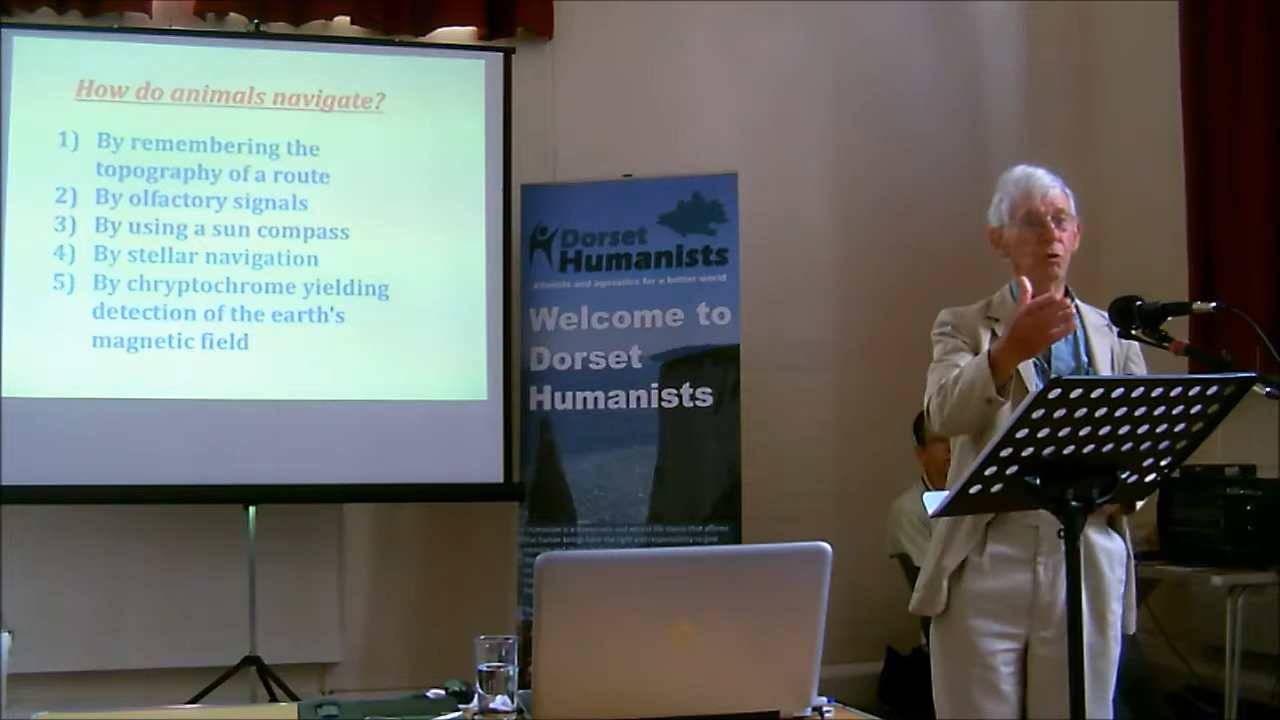 How do animals navigate?
1) By remembering the
topography of a route
2) By olfactory signals
3) By using a sun compass
4) By stellar navigation
5) By chryptochrome yielding
detection of the earth's
magnetic field
Dorset
Humanists
Atheists and agnostics for a better world
Welcome to
Dorset
Humanists